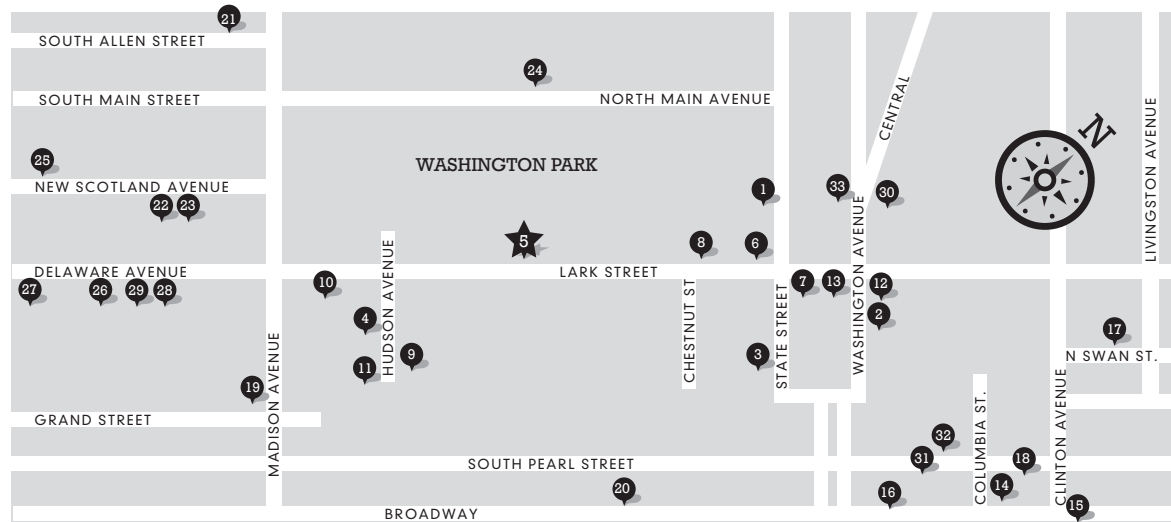 21
SOUTH ALLEN STREET
24
SOUTH MAIN STREET
NORTH MAIN AVENUE
CENTRAL
N
LIVINGSTON AVENUE
25
WASHINGTON PARK
NEW SCOTLAND AVENUE
22
23
1
33
30
WASHINGTON AVENUE
5
8
6
DELAWARE AVENUE
LARK STREET
27
26
29
28
10
HUDSON AVENUE
CHESTNUT ST
STATE STREET
7
13
12
2
4
11
9
3
17
N SWAN ST.
19
MADISON AVENUE
GRAND STREET
COLUMBIA ST.
CLINTON AVENUE
32
31
18
SOUTH PEARL STREET
20
16
14
15
BROADWAY